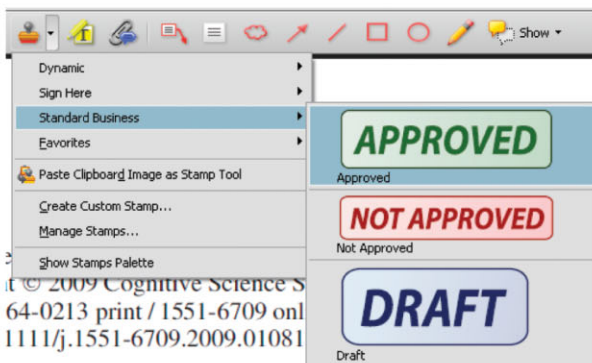 Show
Dynamic
Sign Here
Standard Business
Favorites
Paste Clipboard Image as Stamp Tool
Create Custom Stamp...
Manage Stamps...
Show Stamps Palette
APPROVED
Approved
NOT APPROVED
Not Approved
DRAFT
Draft
t © 2009 Cognitive Science S
64-0213 print / 1551-6709 onl
1111/j.1551-6709.2009.01081